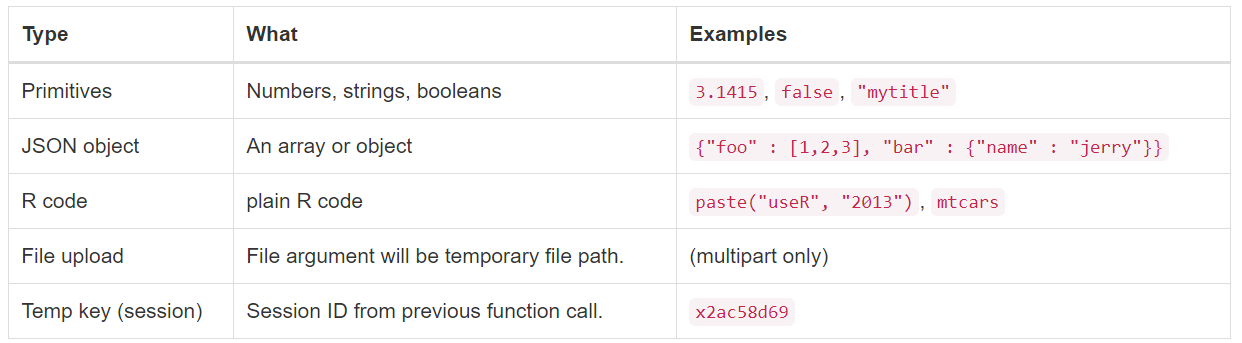 Type What Examples
Primitives Numbers, strings, booleans 3.1415, false, "mytitle"
JSON object An array or object {"foo" : [1,2,3], "bar" : {"name" : "jerry"}}
R code plain R code paste("useR", "2013"), mtcars
File upload File argument will be temporary file path. (multipart only)
Temp key (session) Session ID from previous function call. x2ac58d69